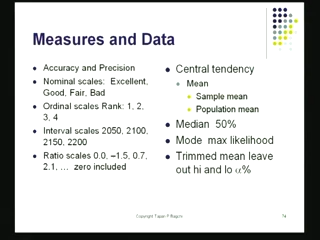 Measures and Data
Accuracy and Precision
Nominal scales: Excellent,
Good, Fair, Bad
Ordinal scales Rank: 1, 2,
3, 4
Interval scales 2050, 2100,
2150, 2200
Ratio scales 0.0, –1.5, 0.7,
2.1, … zero included
Central tendency
Mean
Sample mean
Population mean
Median 50%
Mode max likelihood
Trimmed mean leave
out hi and lo α%
Copyright Tapan P Bagchi